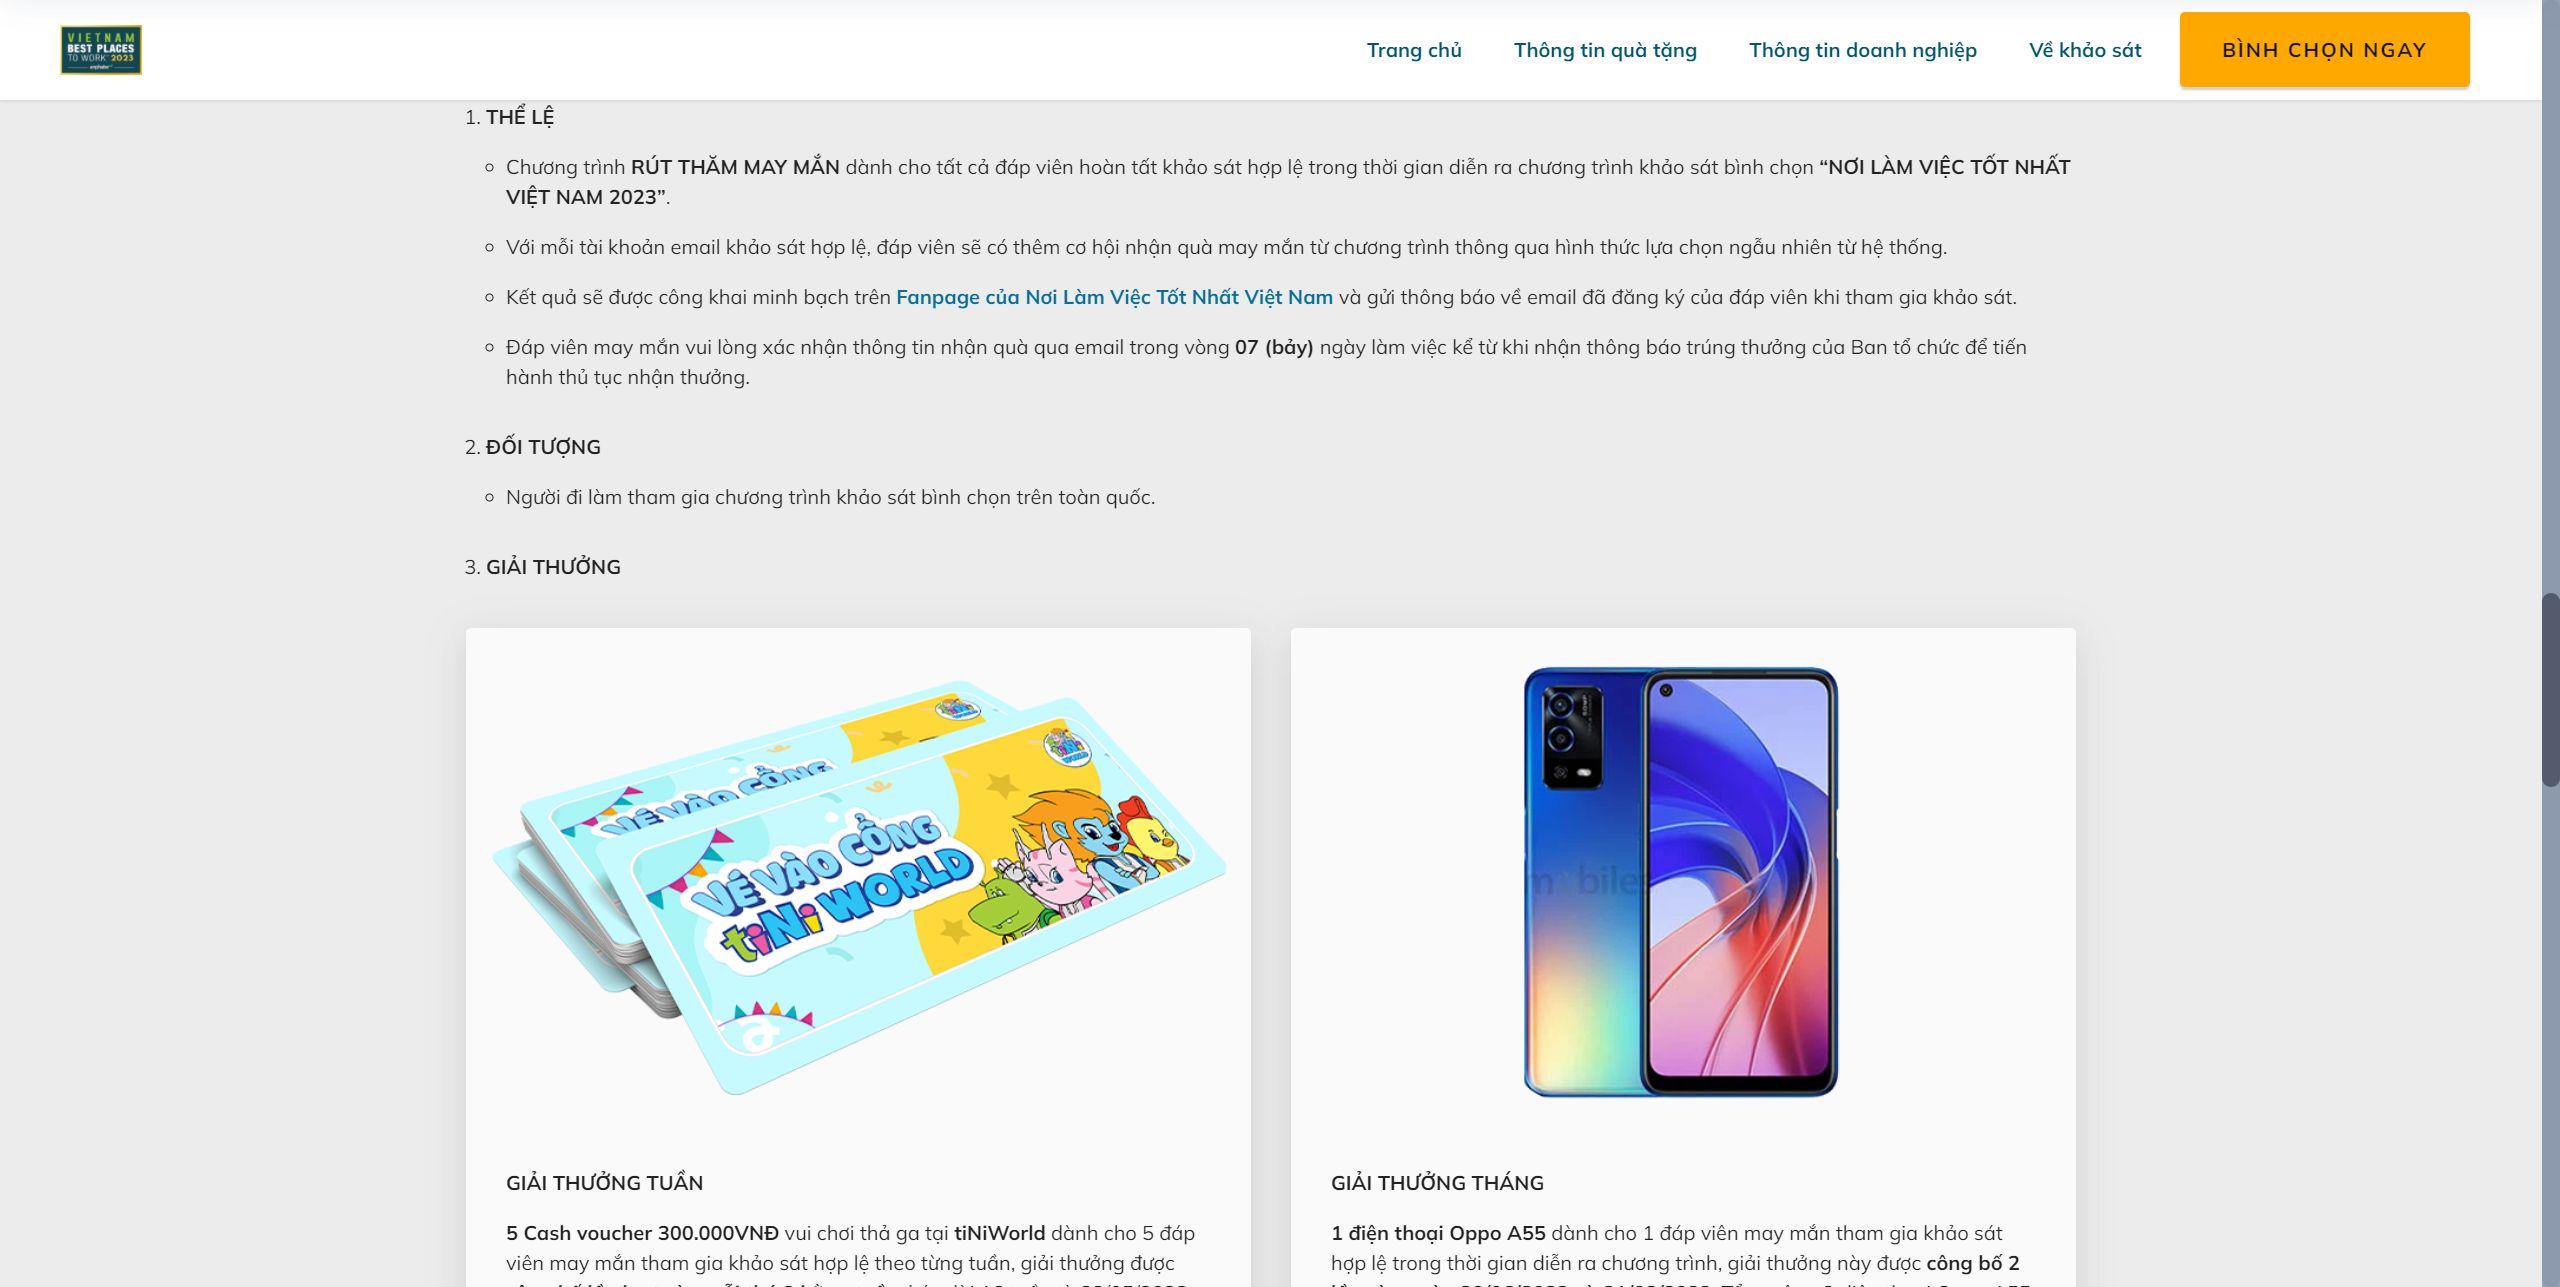 VIETNAM
BEST PLACES
TO WORK 2023
anphabe
Trang chủ
Thông tin quà tặng
Thông tin doanh nghiệp
Về khảo sát
BÌNH CHỌN NGAY
1. THỂ LỆ
Chương trình RÚT THĂM MAY MẮN dành cho tất cả đáp viên hoàn tất khảo sát hợp lệ trong thời gian diễn ra chương trình khảo sát bình chọn “NƠI LÀM VIỆC TỐT NHẤT
VIỆT NAM 2023”.
Với mỗi tài khoản email khảo sát hợp lệ, đáp viên sẽ có thêm cơ hội nhận quà may mắn từ chương trình thông qua hình thức lựa chọn ngẫu nhiên từ hệ thống.
Kết quả sẽ được công khai minh bạch trên Fanpage của Nơi Làm Việc Tốt Nhất Việt Nam và gửi thông báo về email đã đăng ký của đáp viên khi tham gia khảo sát.
Đáp viên may mắn vui lòng xác nhận thông tin nhận quà qua email trong vòng 07 (bảy) ngày làm việc kể từ khi nhận thông báo trúng thưởng của Ban tổ chức để tiến
hành thủ tục nhận thưởng.
2. ĐỐI TƯỢNG
Người đi làm tham gia chương trình khảo sát bình chọn trên toàn quốc.
3. GIẢI THƯỞNG
VÉ VÀO CỔNG
VÉ VÀO CỔNG
tiNi WORLD
tiNi
WORLD
GIẢI THƯỞNG TUẦN
5 Cash voucher 300.000VNĐ vui chơi thả ga tại tiNiWorld dành cho 5 đáp
viên may mắn tham gia khảo sát hợp lệ theo từng tuần, giải thưởng được
GIẢI THƯỞNG THÁNG
1 điện thoại Oppo A55 dành cho 1 đáp viên may mắn tham gia khảo sát
hợp lệ trong thời gian diễn ra chương trình, giải thưởng này được công bố 2